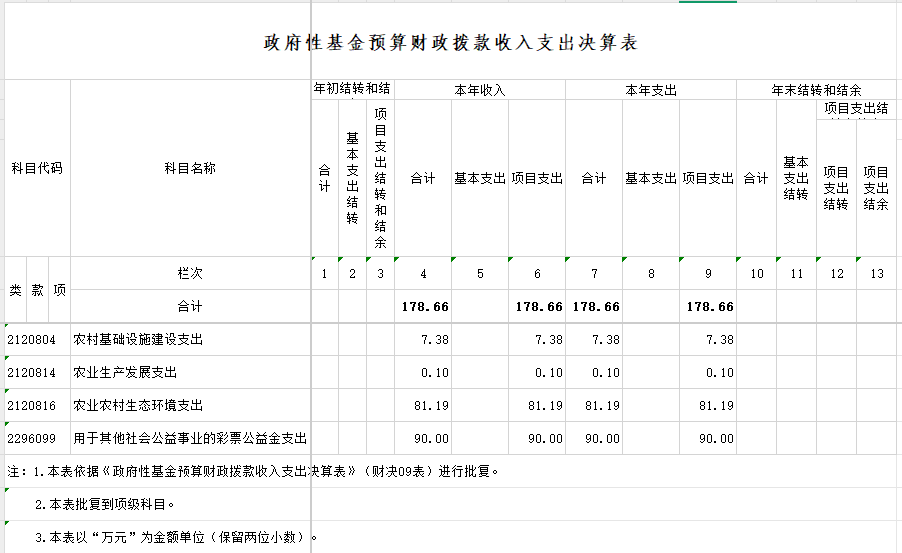 政府性基金预算财政拨款收入支出决算表
科目代码 科目名称 年初结转和结 本年收入 本年支出 年末结转和结余
合计 基本支出结转 项目支出结转和结余 合计 基本支出 项目支出 合计 基本支出 项目支出 合计 基本支出结转 项目支出结
项目支出结转 项目支出结余
类 款 项 栏次 1 2 3 4 5 6 7 8 9 10 11 12 13
合计 178.66 178.66 178.66 178.66
2120804 农村基础设施建设支出 7.38 7.38 7.38 7.38
2120814 农业生产发展支出 0.10 0.10 0.10 0.10
2120816 农业农村生态环境支出 81.19 81.19 81.19 81.19
2296099 用于其他社会公益事业的彩票公益金支出 90.00 90.00 90.00 90.00
注：1.本表依据《政府性基金预算财政拨款收入支出决算表》（财决09表）进行批复。
2.本表批复到项级科目。
3.本表以“万元”为金额单位（保留两位小数）。